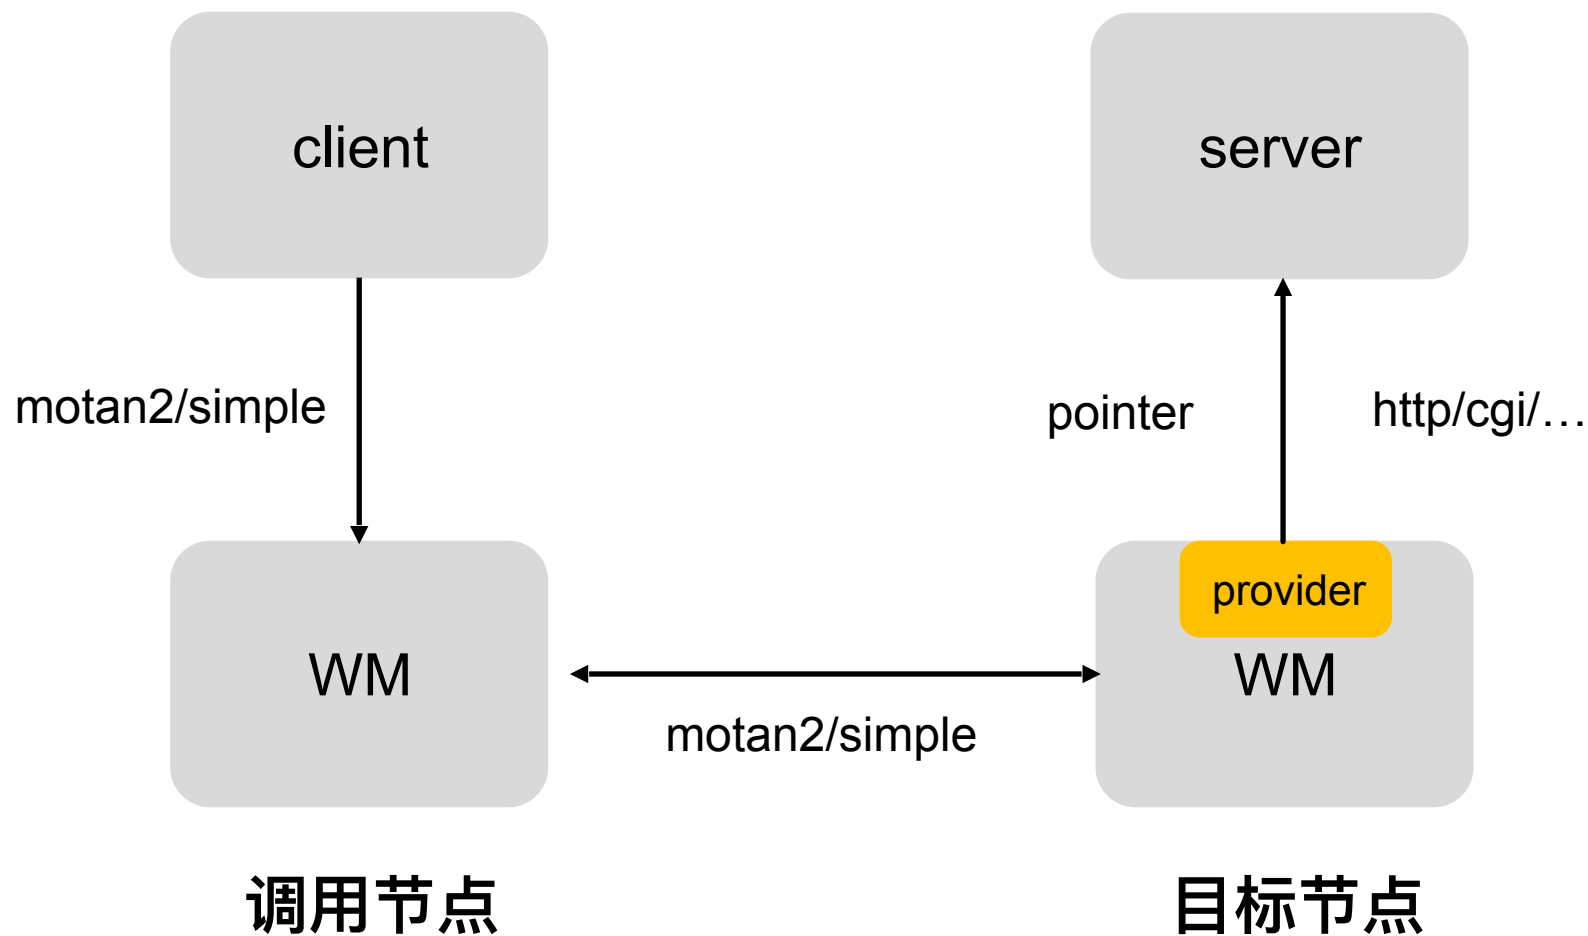 client
server
motan2/simple
pointer
http/cgi/…
provider
WM
WM
motan2/simple
调用节点
目标节点